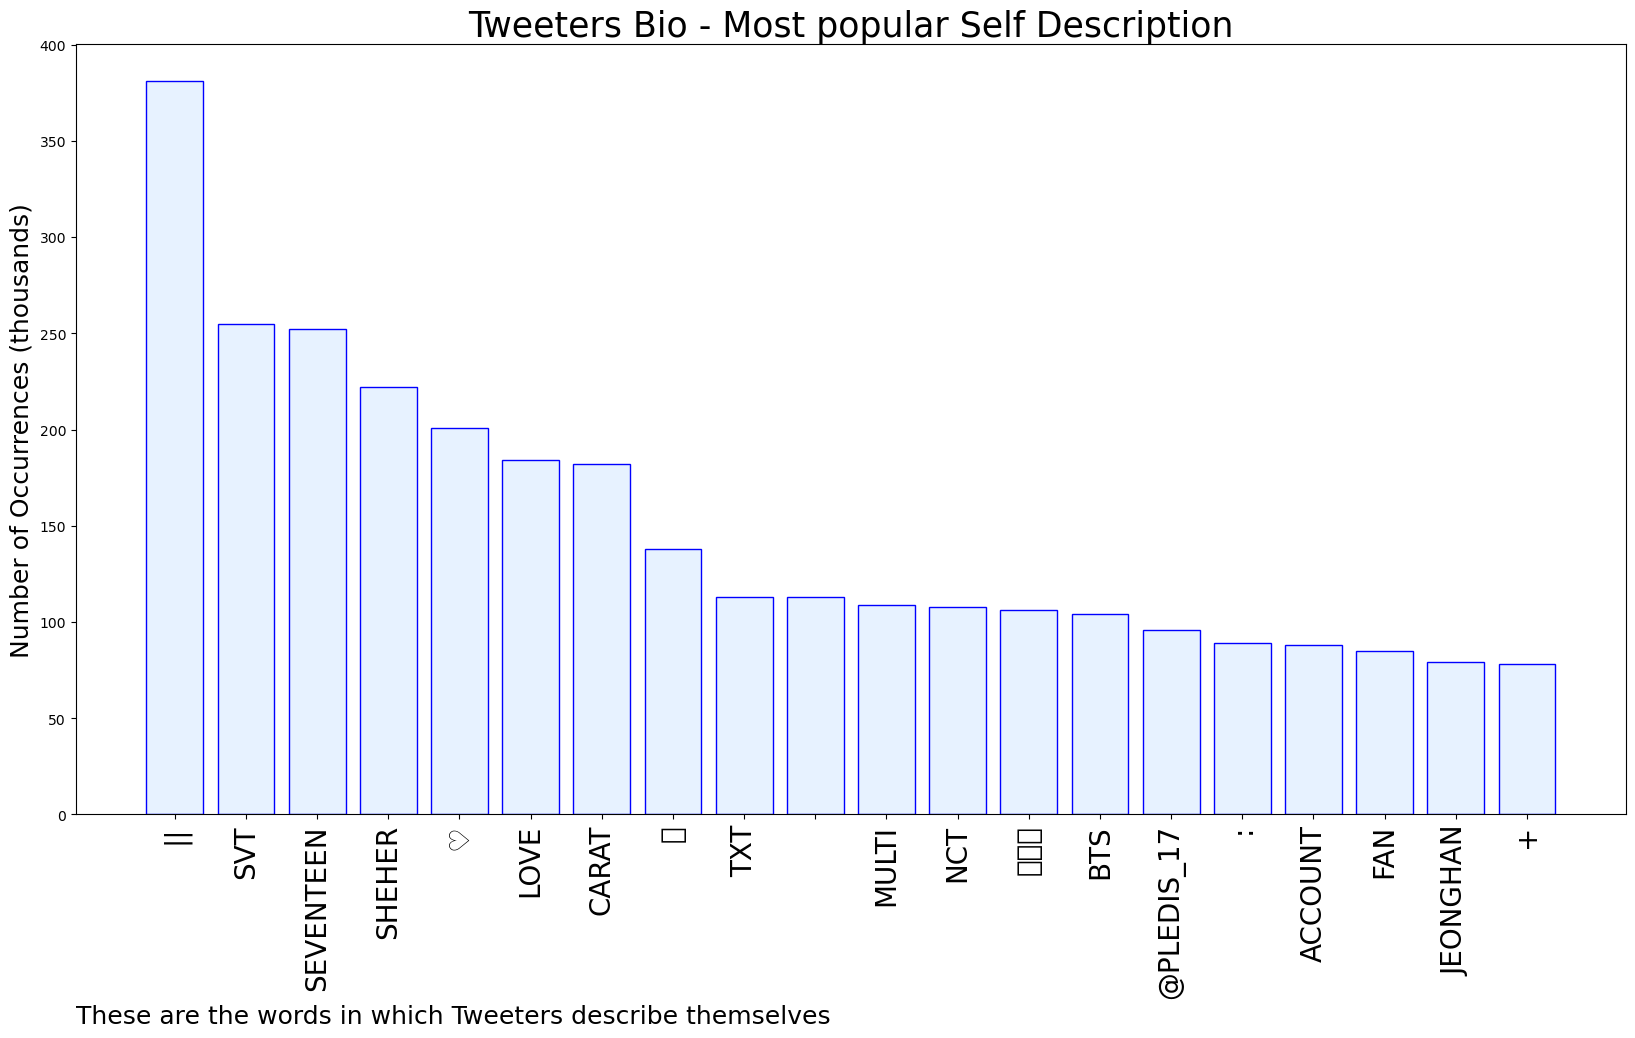 Tweeters Bio - Most popular Self Description
Number of Occurrences (thousands)
400
350
300
250
200
150
100
50
0
||
SVT
SEVENTEEN
SHEHER
♡
LOVE
CARAT
TXT
MULTI
NCT
BTS
@PLEDIS_17
:
ACCOUNT
FAN
JEONGHAN
+
These are the words in which Tweeters describe themselves